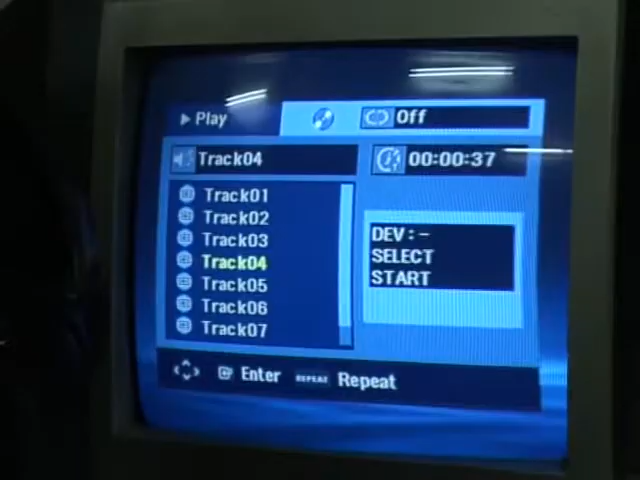 Play
Off
Track04
00:00:37
Track01
Track02
Track03
Track04
Track05
Track06
Track07
DEV : -
SELECT
START
Enter
REPEAT Repeat